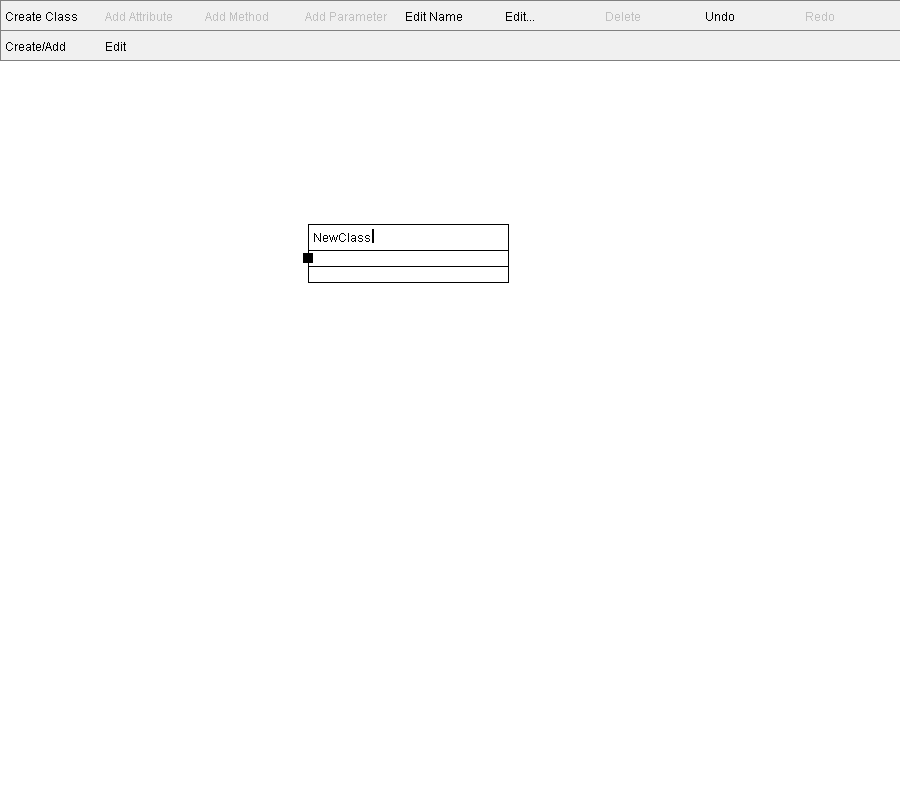 Create Class Add Attribute Add Method Add Parameter Edit Name Edit... Delete Undo Redo
Create/Add Edit
NewClass